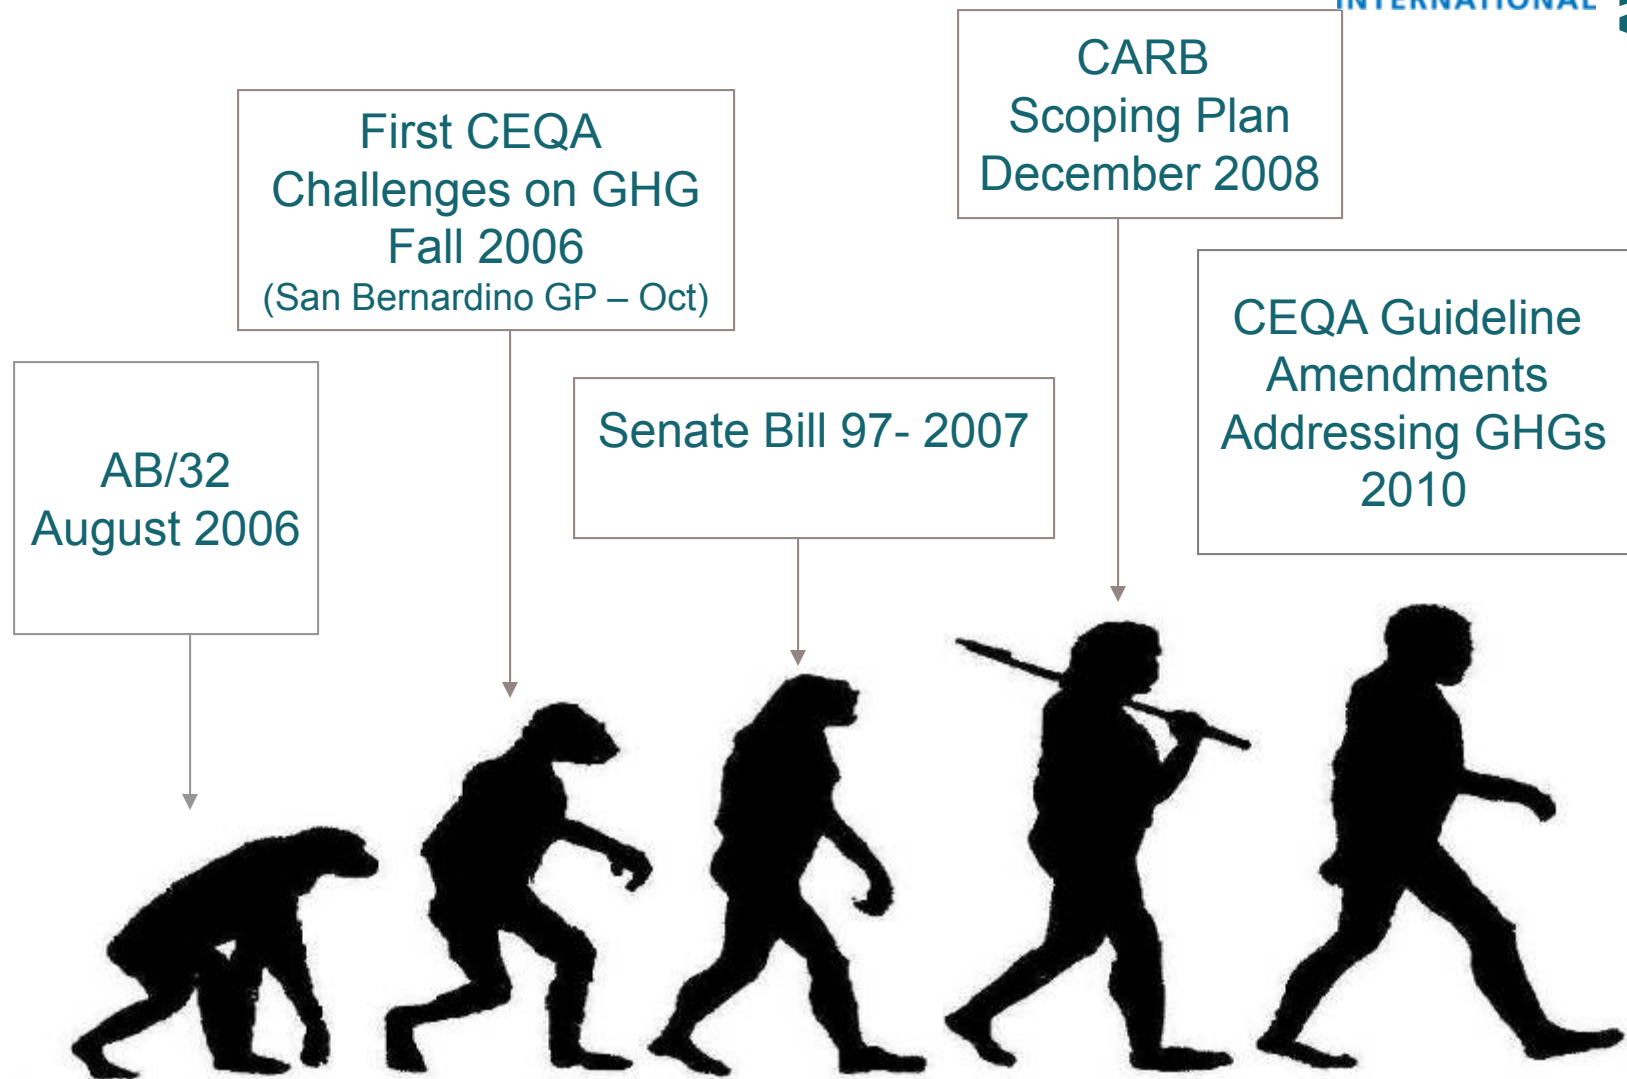 INTERNATIONAL
CARB
Scoping Plan
December 2008
First CEQA
Challenges on GHG
Fall 2006
(San Bernardino GP – Oct)
CEQA Guideline
Amendments
Addressing GHGs
2010
Senate Bill 97- 2007
AB/32
August 2006